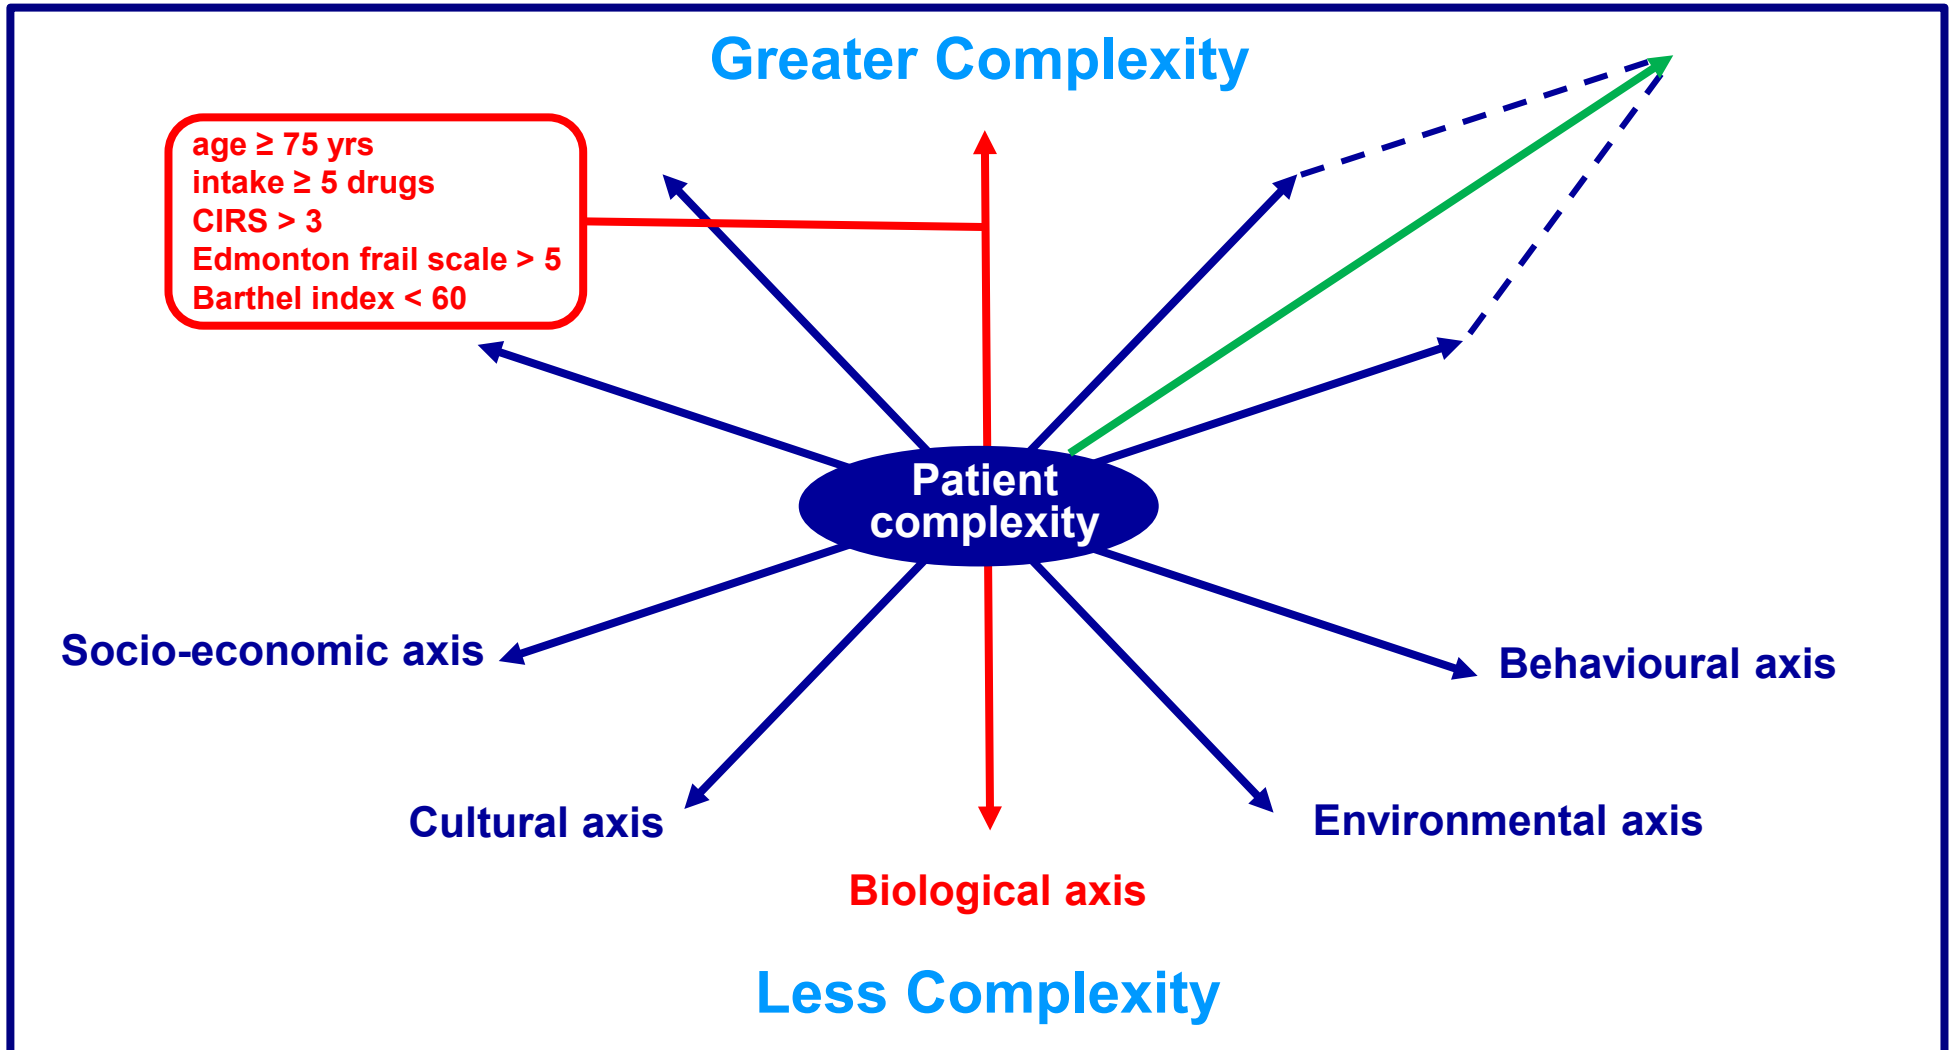 Greater Complexity
age ≥ 75 yrs
intake ≥ 5 drugs
CIRS > 3
Edmonton frail scale > 5
Barthel index < 60
Patient
complexity
Socio-economic axis
Behavioural axis
Cultural axis
Environmental axis
Biological axis
Less Complexity